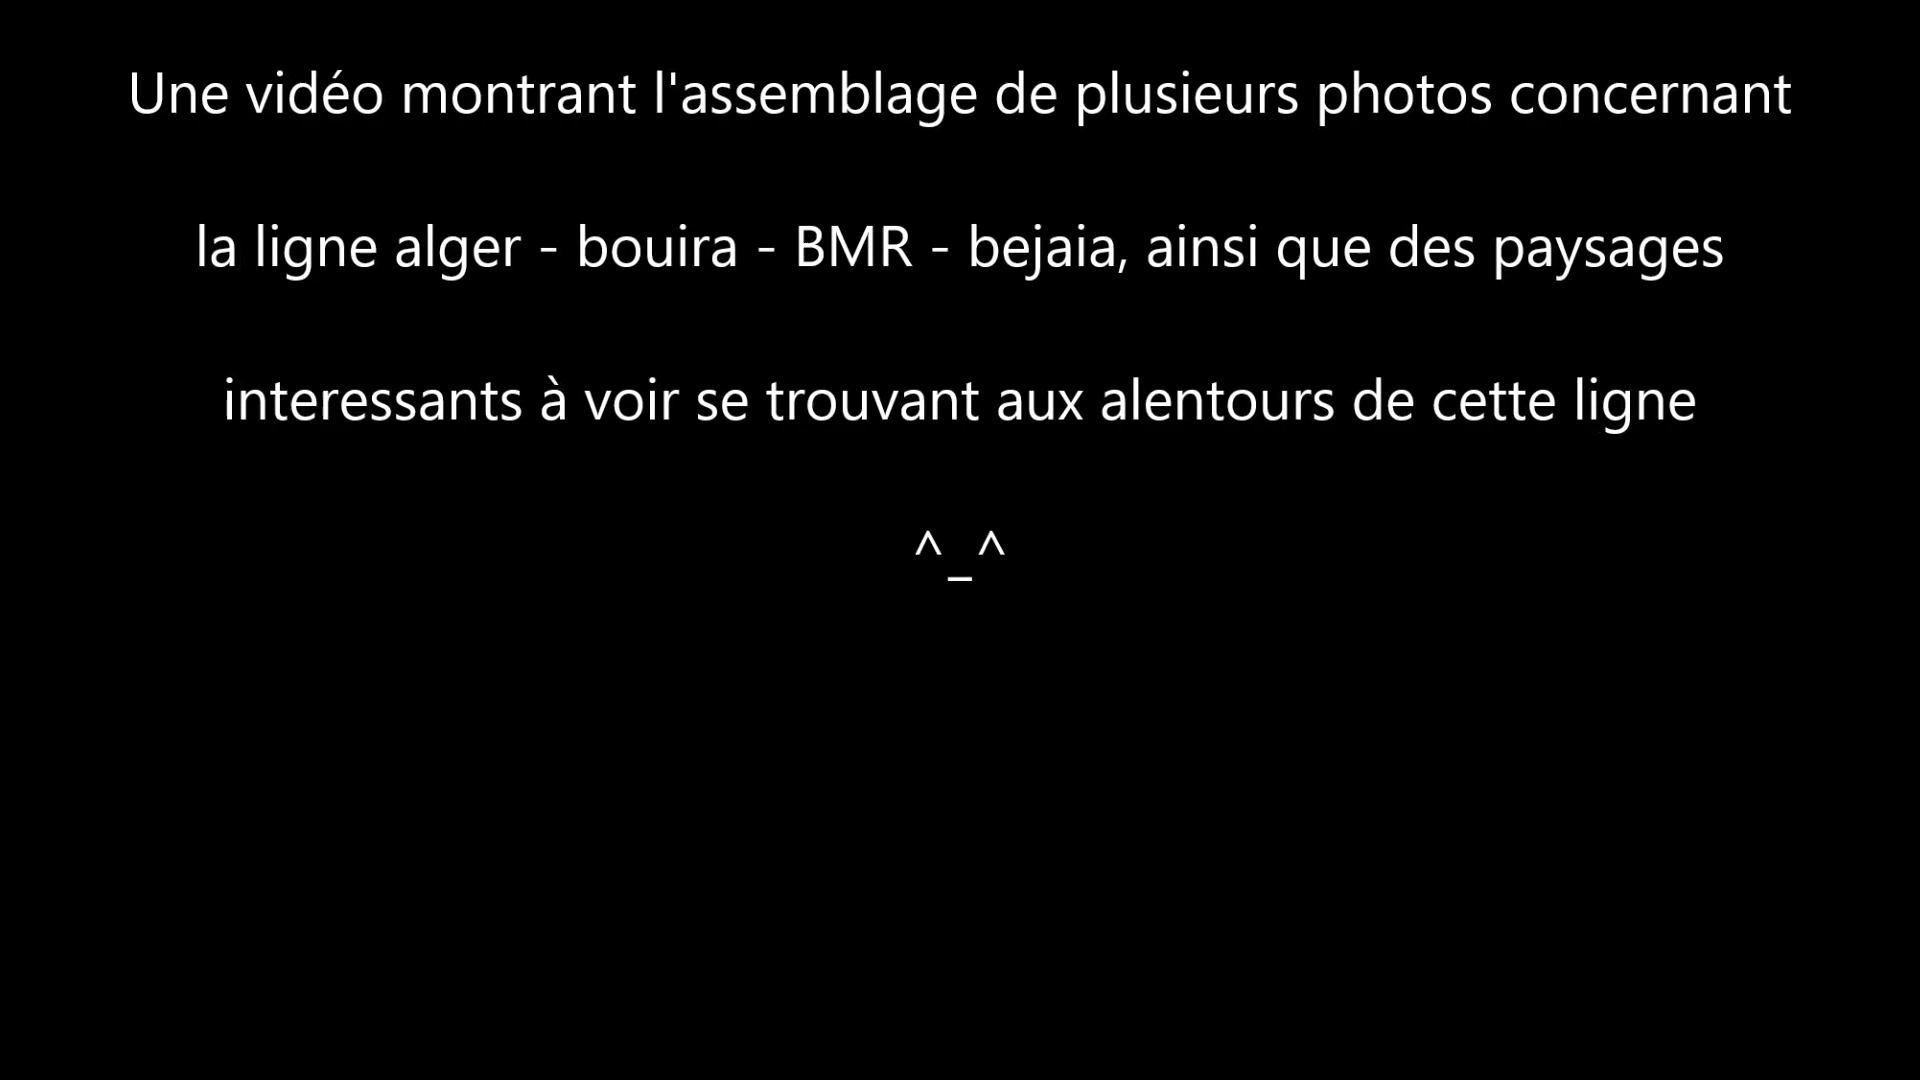 Une vidéo montrant l'assemblage de plusieurs photos concernant
la ligne alger - bouira - BMR - bejaia, ainsi que des paysages
interessants à voir se trouvant aux alentours de cette ligne
^_^